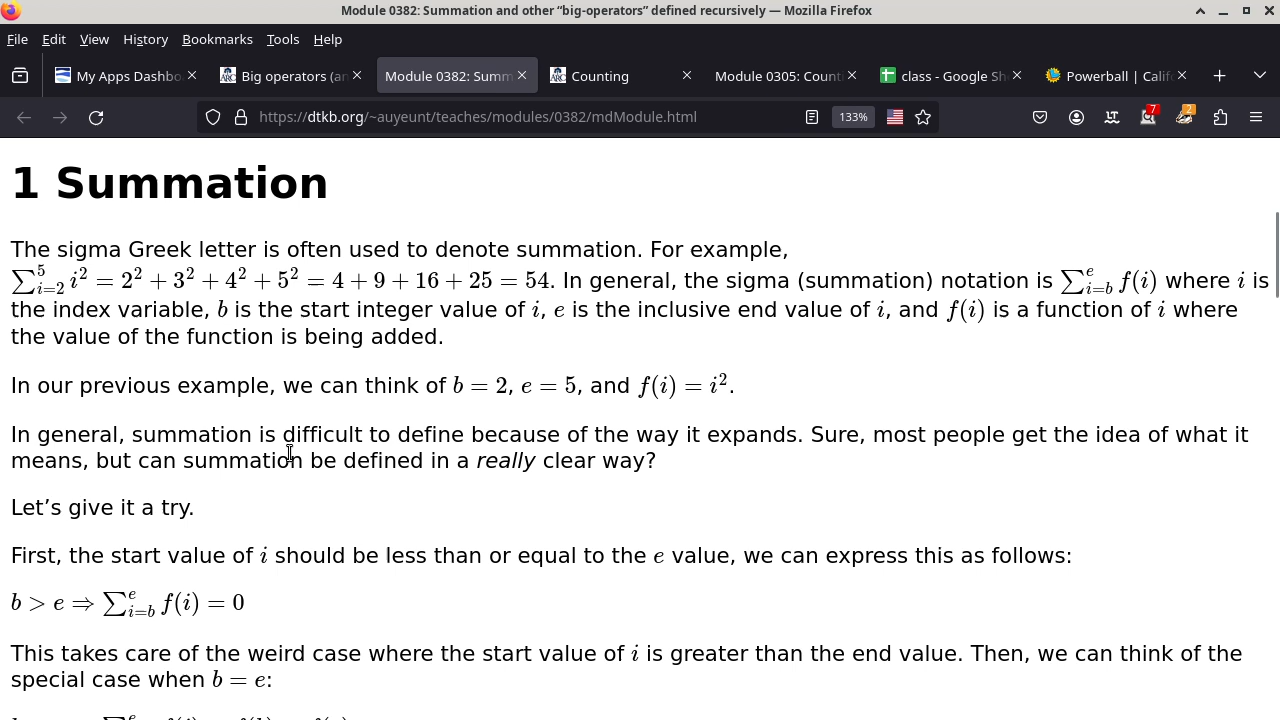 Module 0382: Summation and other “big-operators” defined recursively — Mozilla Firefox
File Edit View History Bookmarks Tools Help
My Apps Dashbo Big operators (an Module 0382: Summ Counting Module 0305: Counti class - Google Sh Powerball | Calif
https://dtkb.org/~auyeunt/teaches/modules/0382/mdModule.html 133% 7 2
1 Summation
The sigma Greek letter is often used to denote summation. For example,
∑_{i=2}^{5} i² = 2² + 3² + 4² + 5² = 4 + 9 + 16 + 25 = 54. In general, the sigma (summation) notation is ∑_{i=b}^{e} f(i) where i is
the index variable, b is the start integer value of i, e is the inclusive end value of i, and f(i) is a function of i where
the value of the function is being added.
In our previous example, we can think of b = 2, e = 5, and f(i) = i².
In general, summation is difficult to define because of the way it expands. Sure, most people get the idea of what it
means, but can summation be defined in a really clear way?
Let’s give it a try.
First, the start value of i should be less than or equal to the e value, we can express this as follows:
b > e ⇒ ∑_{i=b}^{e} f(i) = 0
This takes care of the weird case where the start value of i is greater than the end value. Then, we can think of the
special case when b = e: